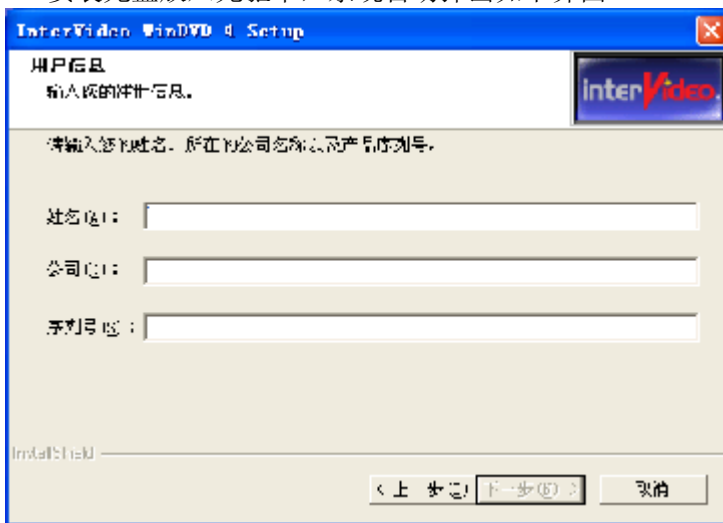 InterVideo WinDVD 4 Setup
用户信息
输入您的注册信息。
interVideo.
请输入您的姓名、所在的公司名称以及产品序列号。
姓名(A):
公司(C):
序列号(S):
InstallShield
< 上一步(B) 下一步(N) > 取消